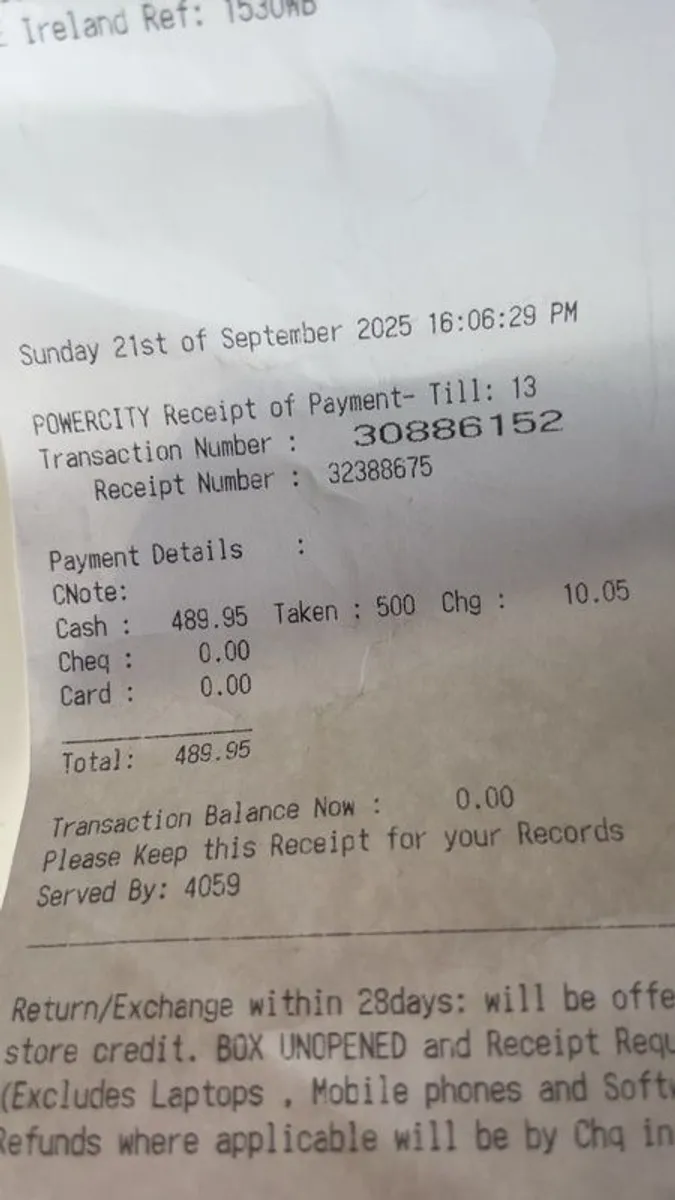 Ireland Ref: 1530WB
Sunday 21st of September 2025 16:06:29 PM
POWERCITY Receipt of Payment- Till: 13
Transaction Number : 30886152
Receipt Number : 32388675
Payment Details :
CNote:
Cash : 489.95 Taken : 500 Chg : 10.05
Cheq : 0.00
Card : 0.00
Total: 489.95
Transaction Balance Now : 0.00
Please Keep this Receipt for your Records
Served By: 4059
Return/Exchange within 28days: will be offe
store credit. BOX UNOPENED and Receipt Requ
(Excludes Laptops , Mobile phones and Softw
Refunds where applicable will be by Chq in